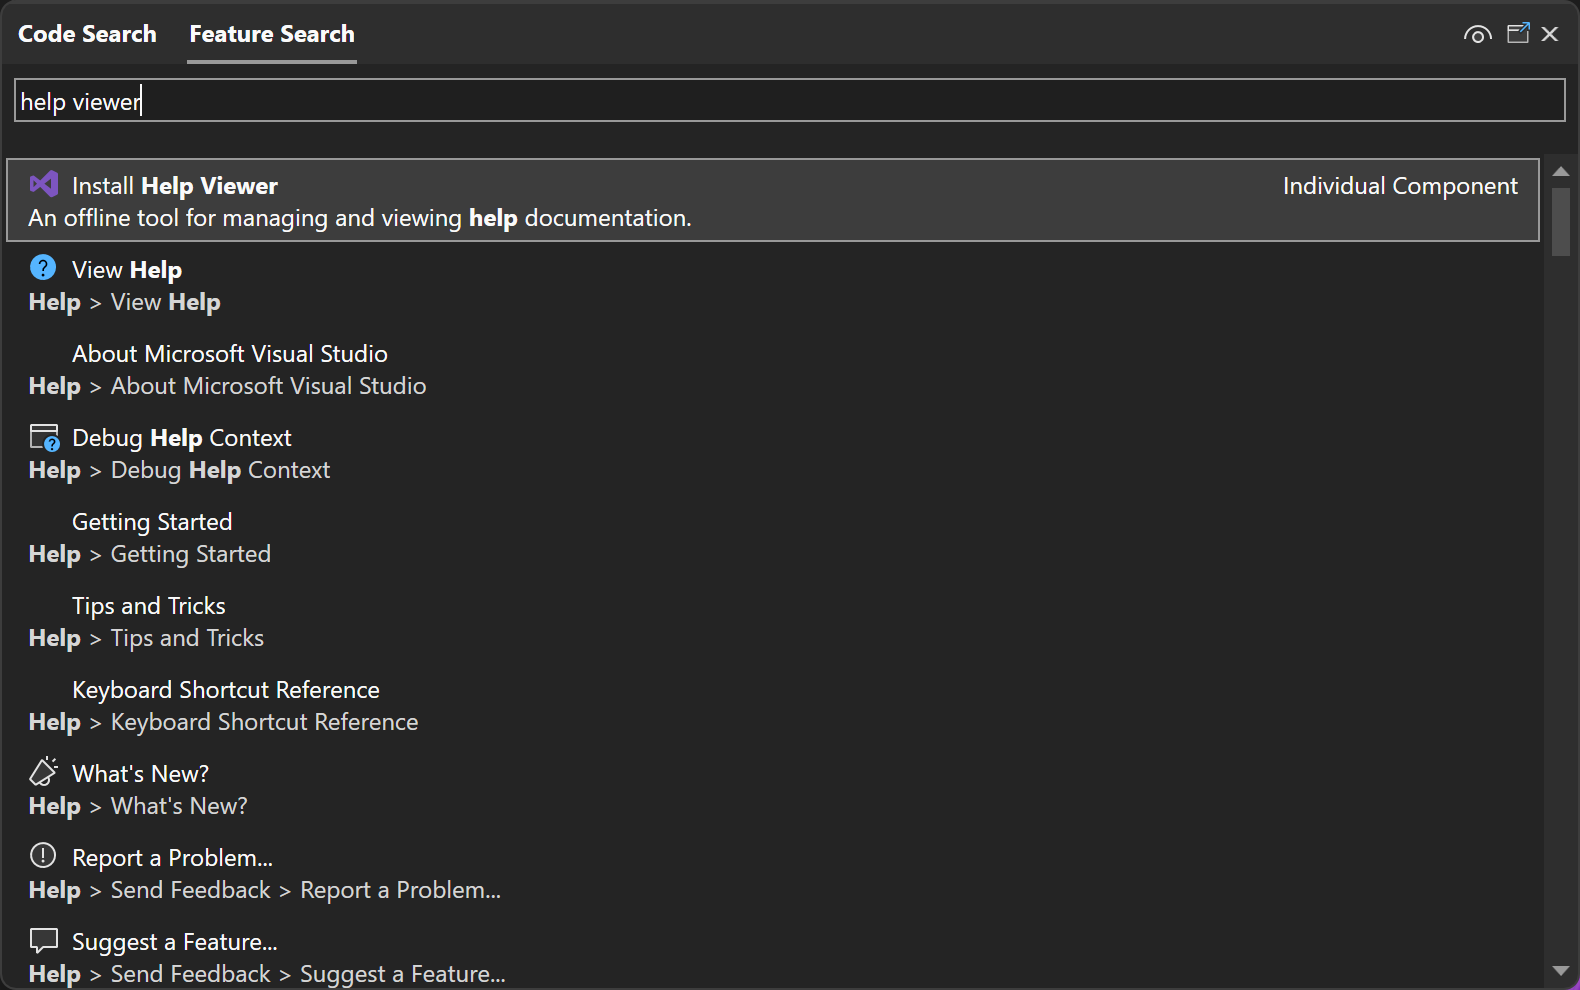 Code Search Feature Search
help viewer
Install Help Viewer Individual Component
An offline tool for managing and viewing help documentation.
View Help
Help > View Help
About Microsoft Visual Studio
Help > About Microsoft Visual Studio
Debug Help Context
Help > Debug Help Context
Getting Started
Help > Getting Started
Tips and Tricks
Help > Tips and Tricks
Keyboard Shortcut Reference
Help > Keyboard Shortcut Reference
What's New?
Help > What's New?
Report a Problem...
Help > Send Feedback > Report a Problem...
Suggest a Feature...
Help > Send Feedback > Suggest a Feature...